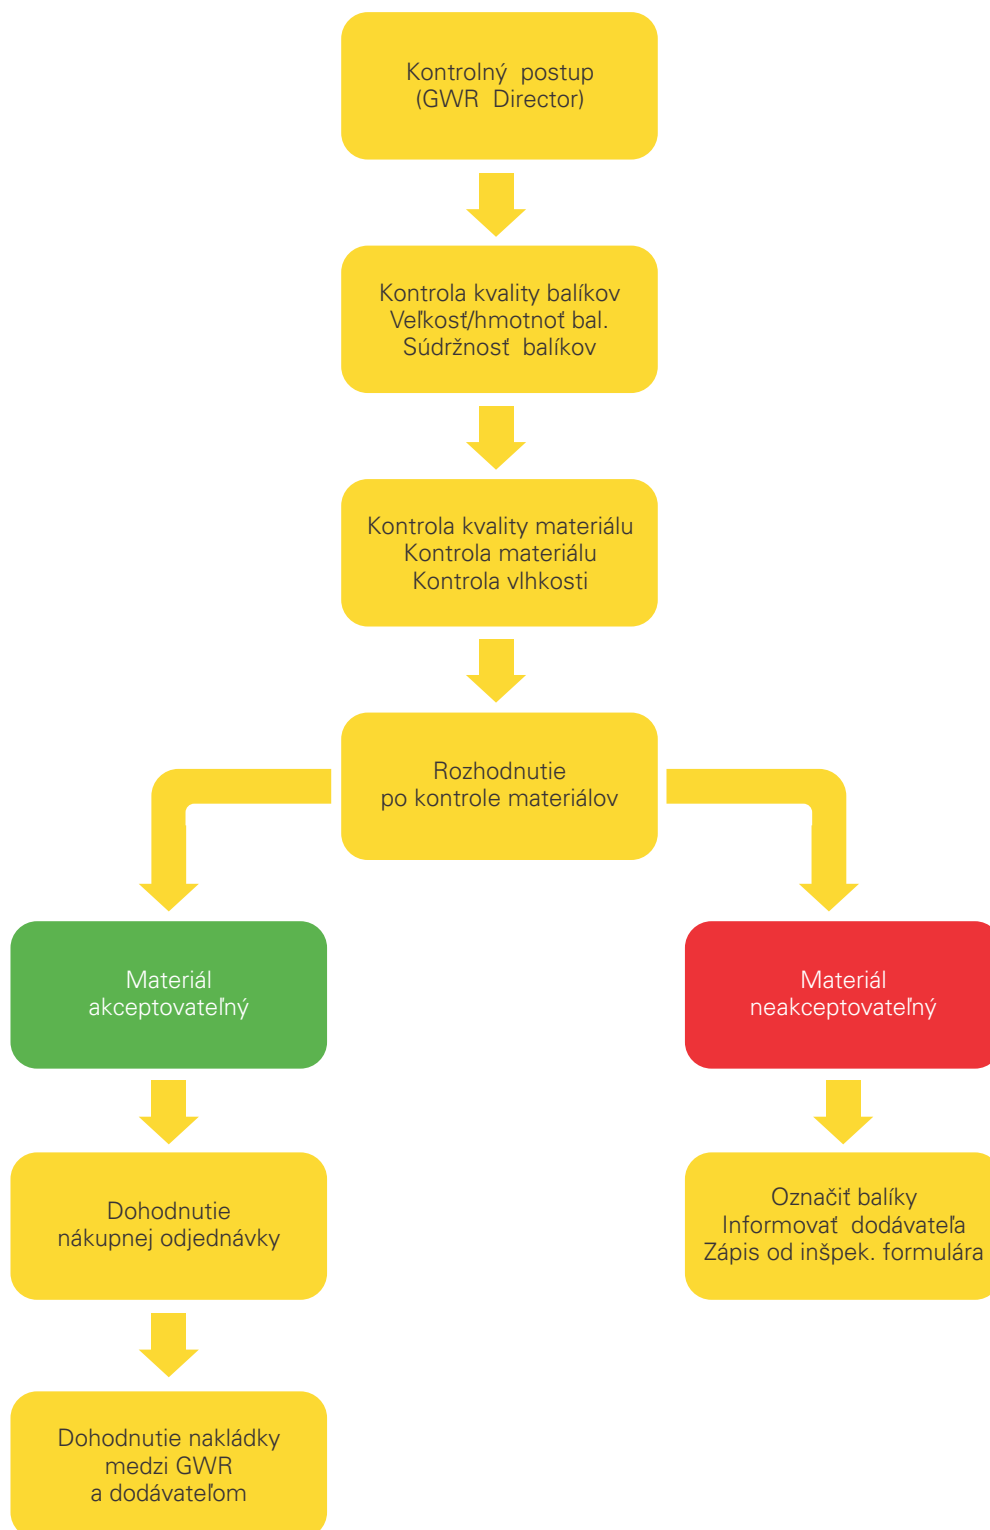 Kontrolný postup
(GWR Director)
Kontrola kvality balíkov
Veľkosť/hmotnoť bal.
Súdržnosť balíkov
Kontrola kvality materiálu
Kontrola materiálu
Kontrola vlhkosti
Rozhodnutie
po kontrole materiálov
Materiál
akceptovateľný
Materiál
neakceptovateľný
Dohodnutie
nákupnej odjednávky
Označiť balíky
Informovať dodávateľa
Zápis od inšpek. formulára
Dohodnutie nakládky
medzi GWR
a dodávateľom